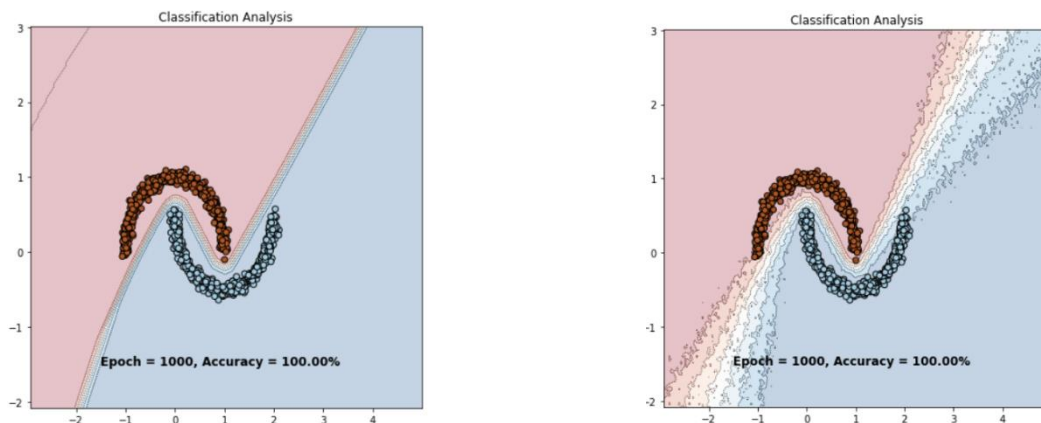 Classification Analysis
3
2
1
0
-1
-2
Epoch = 1000, Accuracy = 100.00%
-2 -1 0 1 2 3 4
Classification Analysis
3
2
1
0
-1
-2
Epoch = 1000, Accuracy = 100.00%
-2 -1 0 1 2 3 4